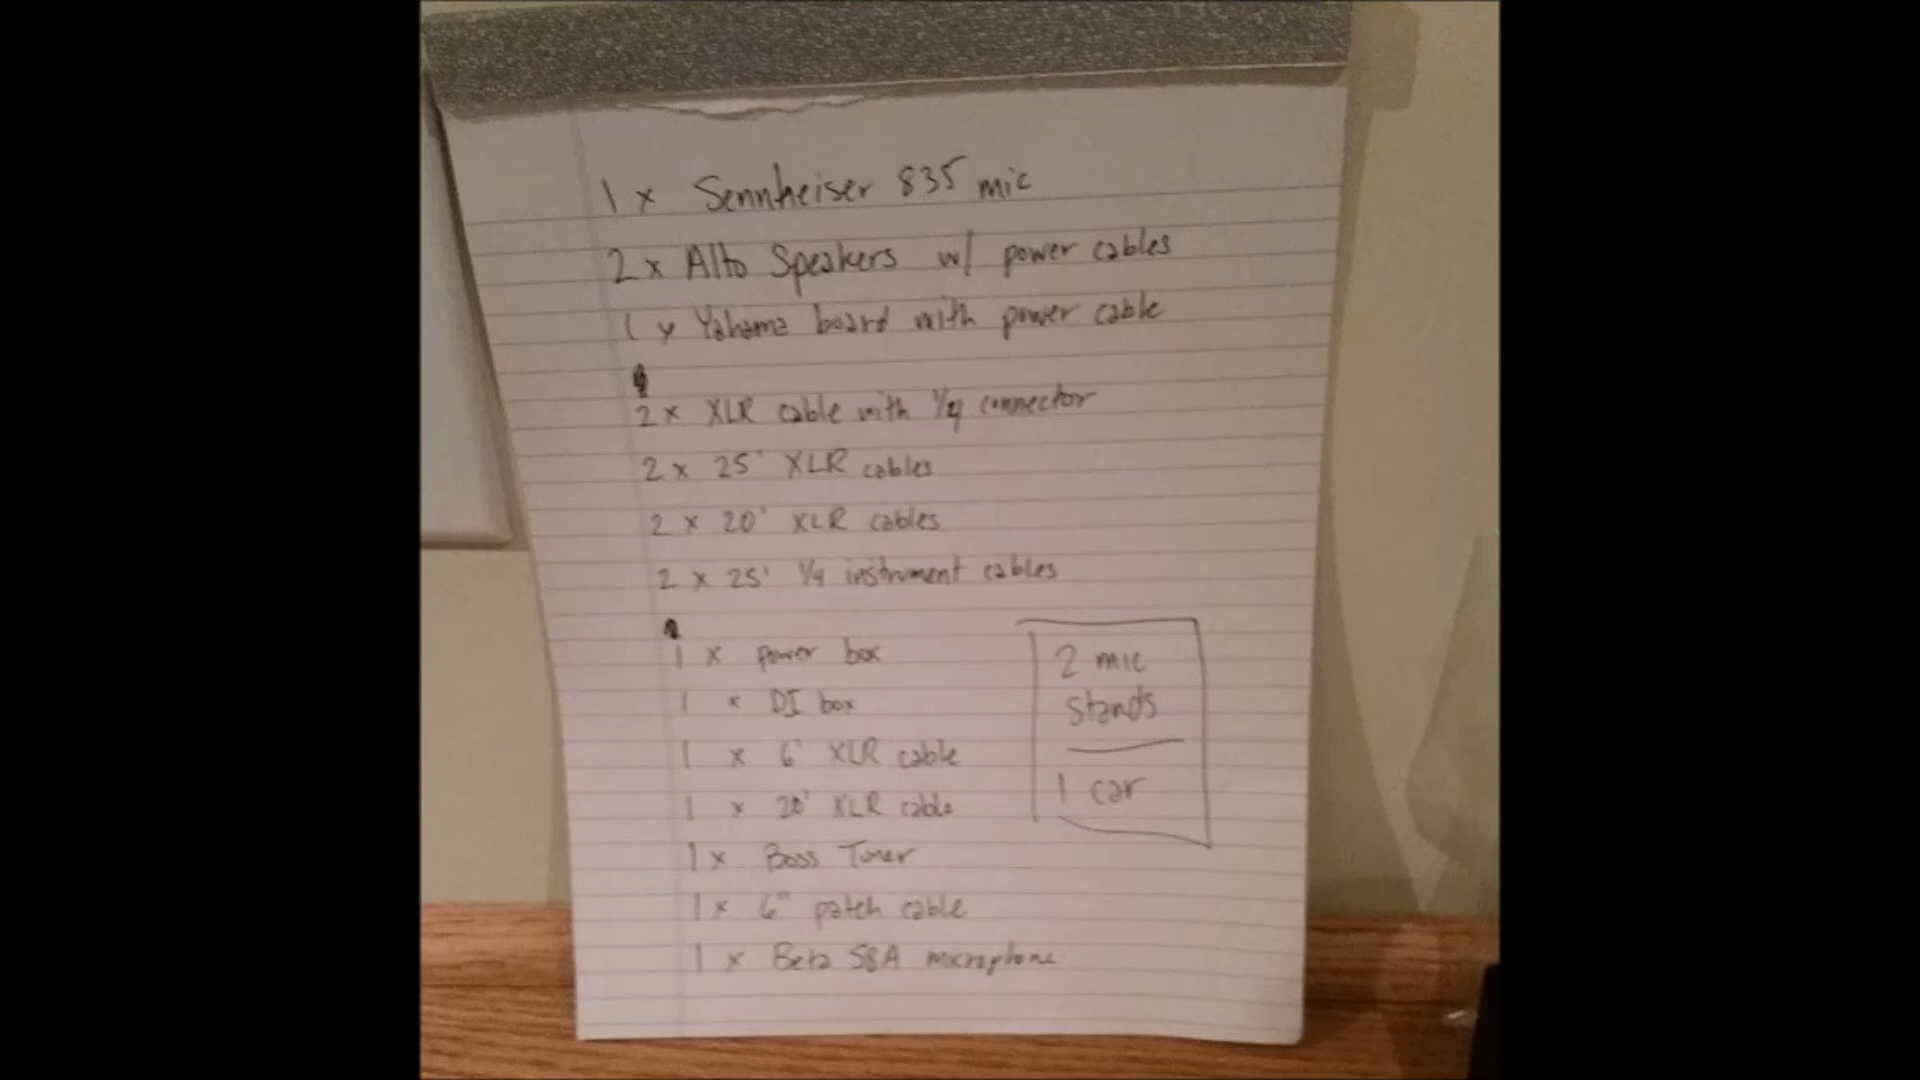 1 x Sennheiser 835 mic
2 x Alto Speakers w/ power cables
1 x Yahama board with power cable
2 x XLR cable with 1/4 connector
2 x 25' XLR cables
2 x 20' XLR cables
2 x 25' 1/4 instrument cables
1 x power box
1 x DI box
1 x 6' XLR cable
1 x 20' XLR cable
1 x Boss Tuner
1 x 6" patch cable
1 x Beta 58A microphone
2 mic
stands
1 car